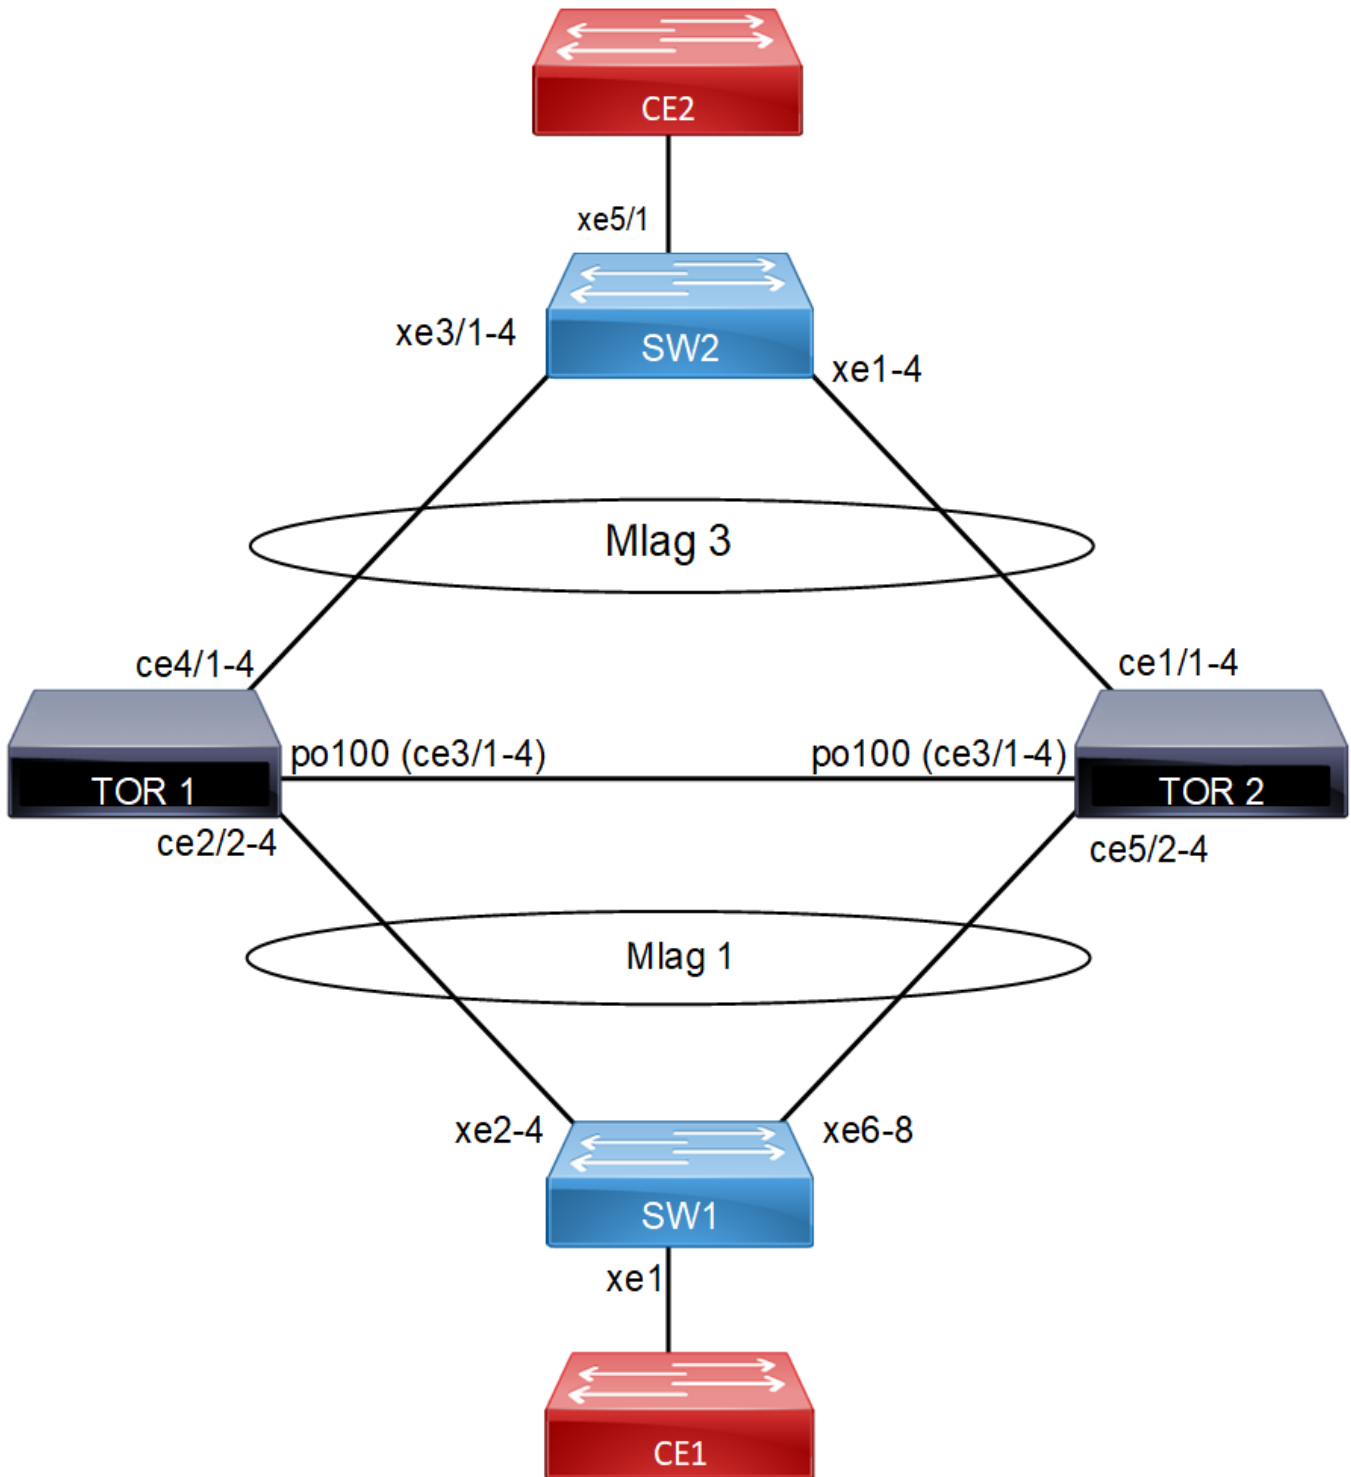 CE2
xe5/1
xe3/1-4
SW2
xe1-4
Mlag 3
ce4/1-4
ce1/1-4
po100 (ce3/1-4)
po100 (ce3/1-4)
TOR 1
TOR 2
ce2/2-4
ce5/2-4
Mlag 1
xe2-4
xe6-8
SW1
xe1
CE1